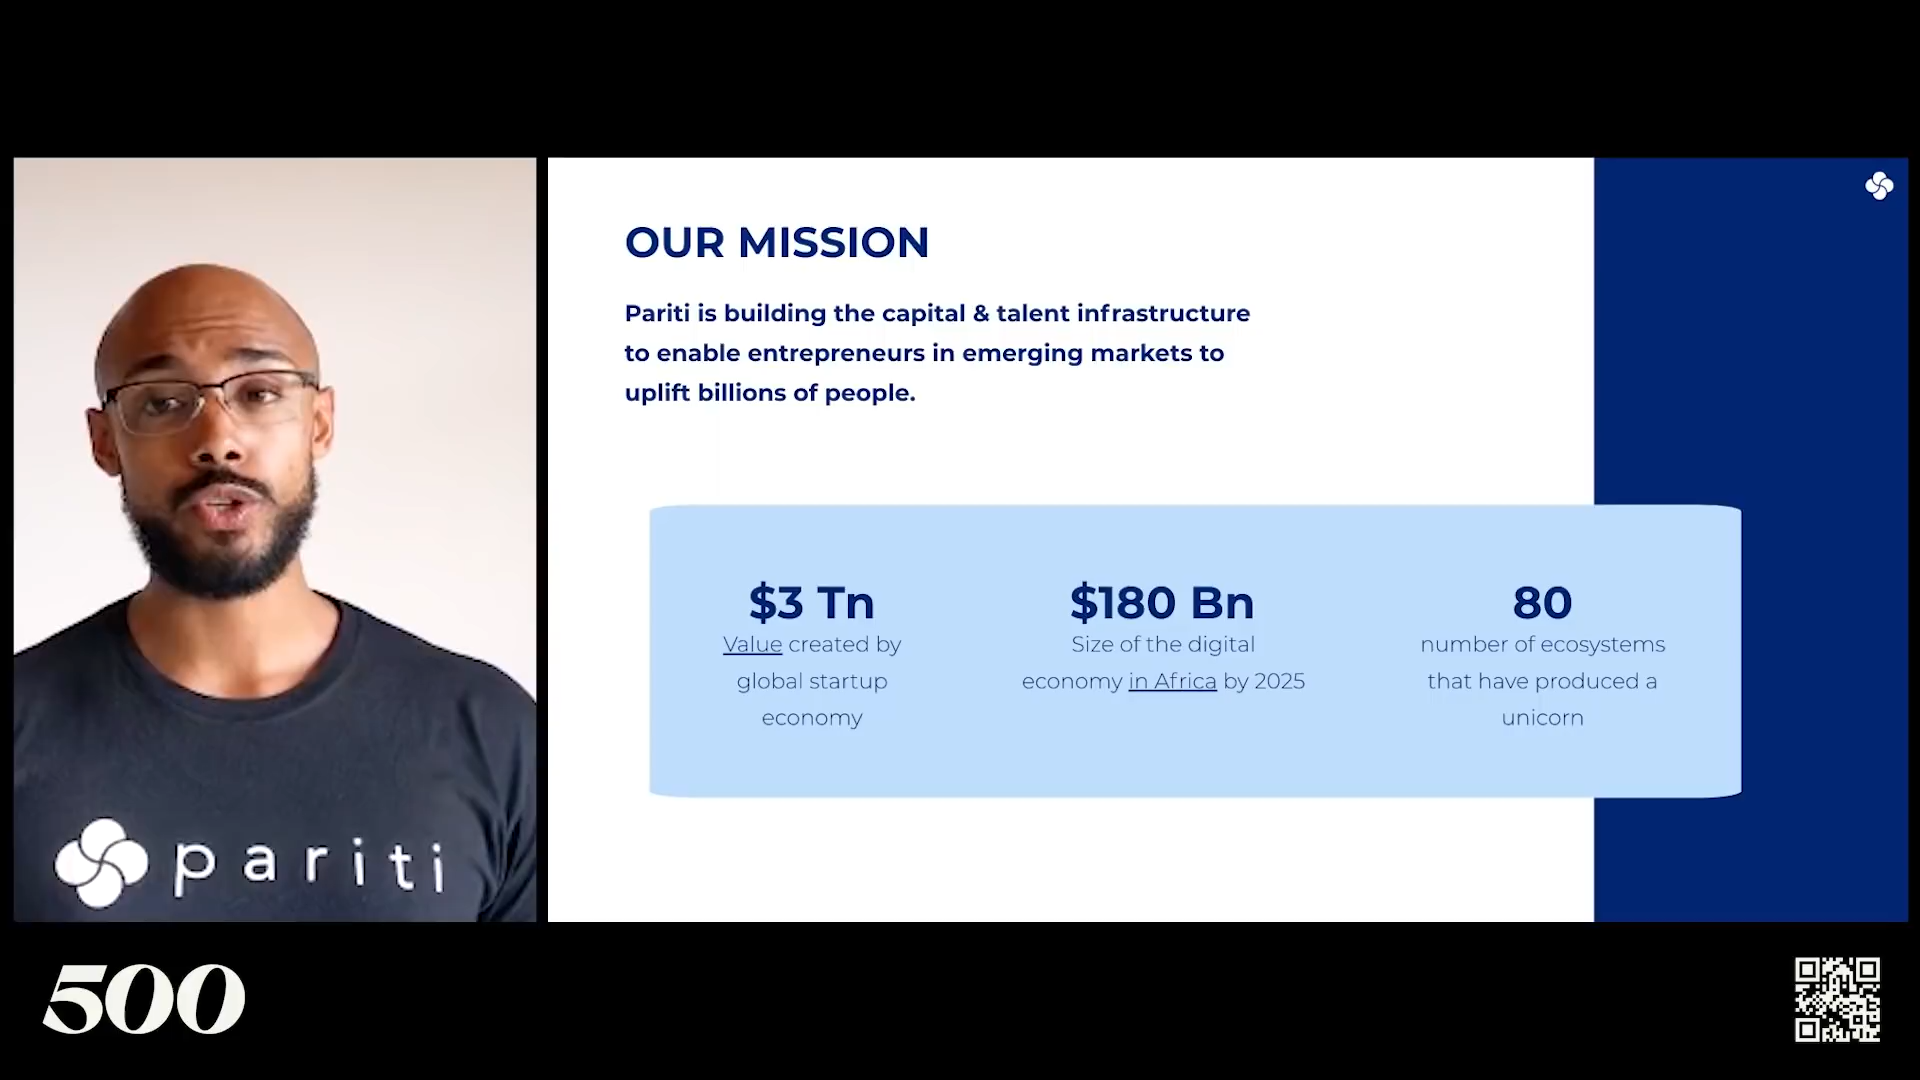 OUR MISSION
Pariti is building the capital & talent infrastructure
to enable entrepreneurs in emerging markets to
uplift billions of people.
$3 Tn
Value created by
global startup
economy
$180 Bn
Size of the digital
economy in Africa by 2025
80
number of ecosystems
that have produced a
unicorn
pariti
500